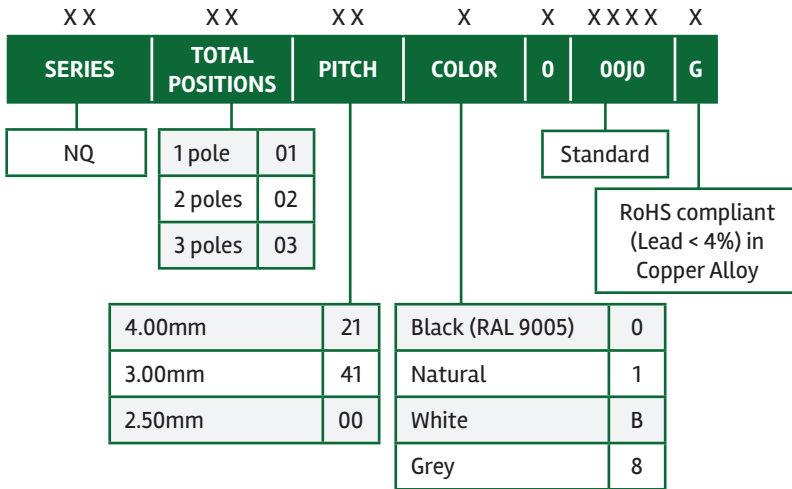 XX XX XX X X XXXX X
SERIES TOTAL POSITIONS PITCH COLOR 0 00J0 G
NQ
1 pole 01
2 poles 02
3 poles 03
Standard
RoHS compliant
(Lead < 4%) in
Copper Alloy
4.00mm 21
3.00mm 41
2.50mm 00
Black (RAL 9005) 0
Natural 1
White B
Grey 8